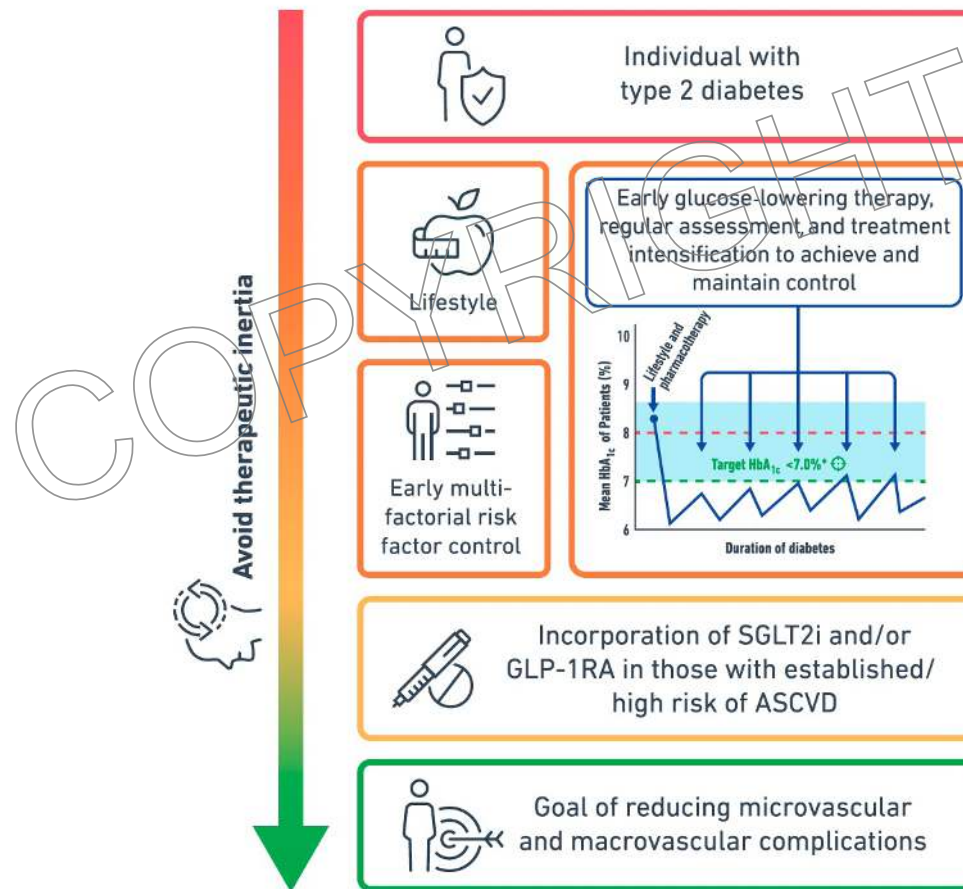 Individual with
type 2 diabetes
Avoid therapeutic inertia
Lifestyle
Early multi-
factorial risk
factor control
Early glucose-lowering therapy,
regular assessment, and treatment
intensification to achieve and
maintain control
Mean HbA1c of Patients (%)
10
9
8
7
6
Lifestyle and
pharmacotherapy
Target HbA1c <7.0%*
Duration of diabetes
Incorporation of SGLT2i and/or
GLP-1RA in those with established/
high risk of ASCVD
Goal of reducing microvascular
and macrovascular complications
COPYRIGHT